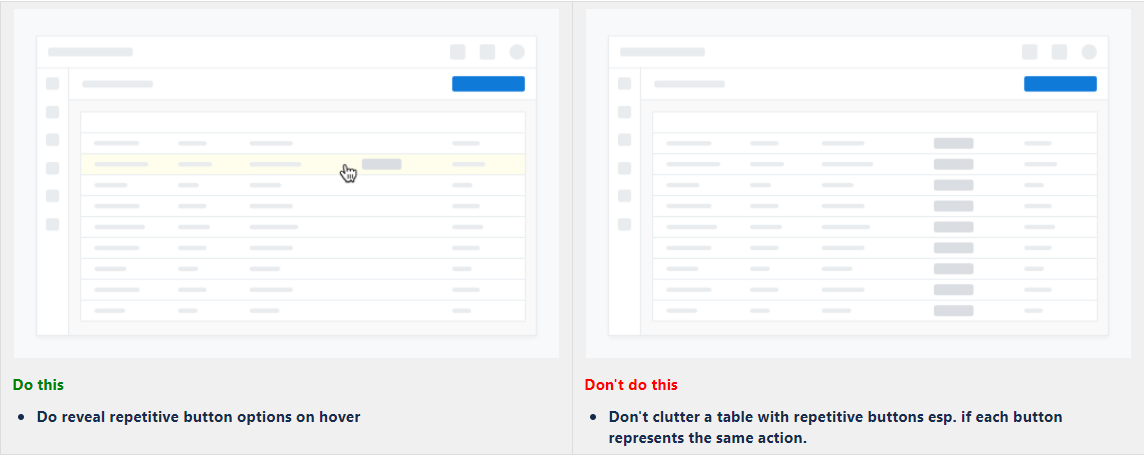 Do this
Do reveal repetitive button options on hover
Don't do this
Don't clutter a table with repetitive buttons esp. if each button
represents the same action.